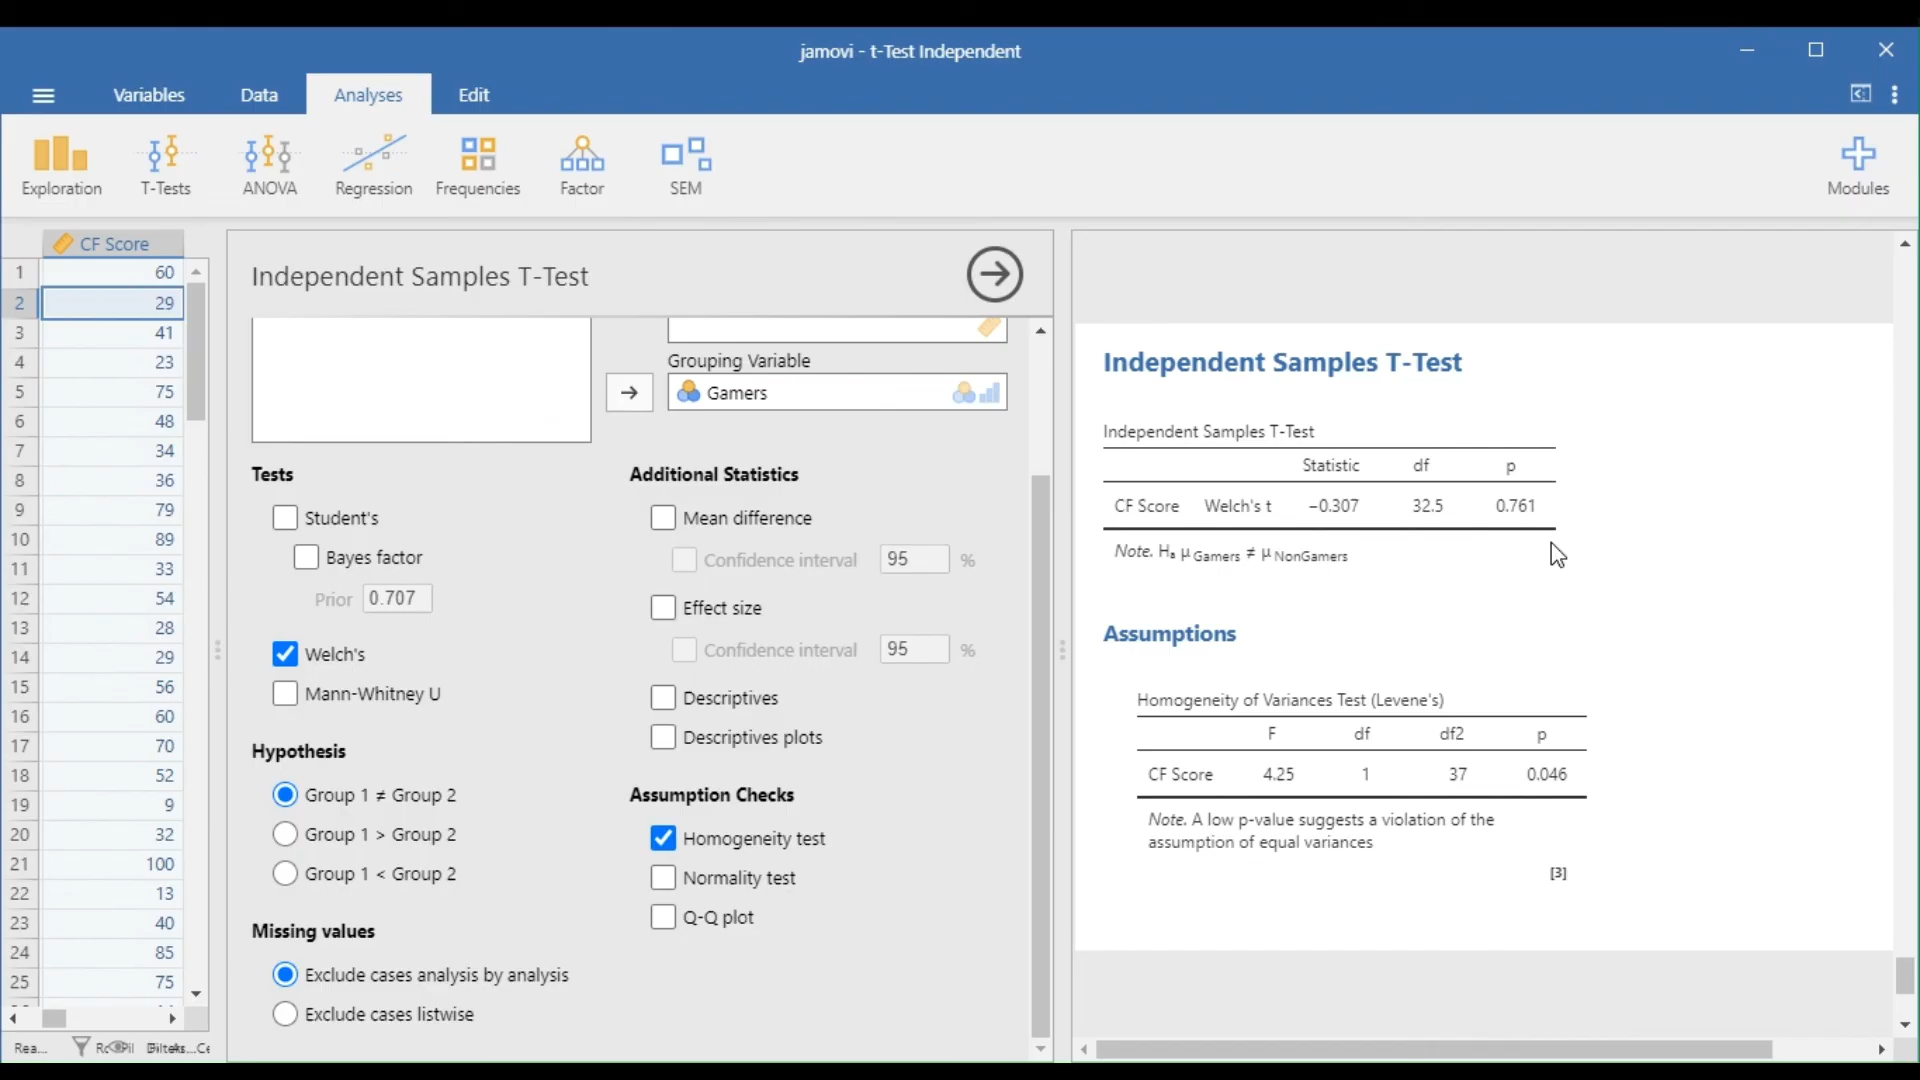 jamovi - t-Test Independent
Variables Data Analyses Edit
Exploration T-Tests ANOVA Regression Frequencies Factor SEM Modules
CF Score
1 60
2 29
3 41
4 23
5 75
6 48
7 34
8 36
9 79
10 89
11 33
12 54
13 28
14 29
15 56
16 60
17 70
18 52
19 9
20 32
21 100
22 13
23 40
24 85
25 75
Rea...
Independent Samples T-Test
Grouping Variable
Gamers
Tests
Student's
Bayes factor
Prior 0.707
Welch's
Mann-Whitney U
Hypothesis
Group 1 ≠ Group 2
Group 1 > Group 2
Group 1 < Group 2
Missing values
Exclude cases analysis by analysis
Exclude cases listwise
Additional Statistics
Mean difference
Confidence interval 95 %
Effect size
Confidence interval 95 %
Descriptives
Descriptives plots
Assumption Checks
Homogeneity test
Normality test
Q-Q plot
Independent Samples T-Test
Independent Samples T-Test
Statistic df p
CF Score Welch's t −0.307 32.5 0.761
Note. Hₐ μ Gamers ≠ μ NonGamers
Assumptions
Homogeneity of Variances Test (Levene's)
F df df2 p
CF Score 4.25 1 37 0.046
Note. A low p-value suggests a violation of the
assumption of equal variances
[3]